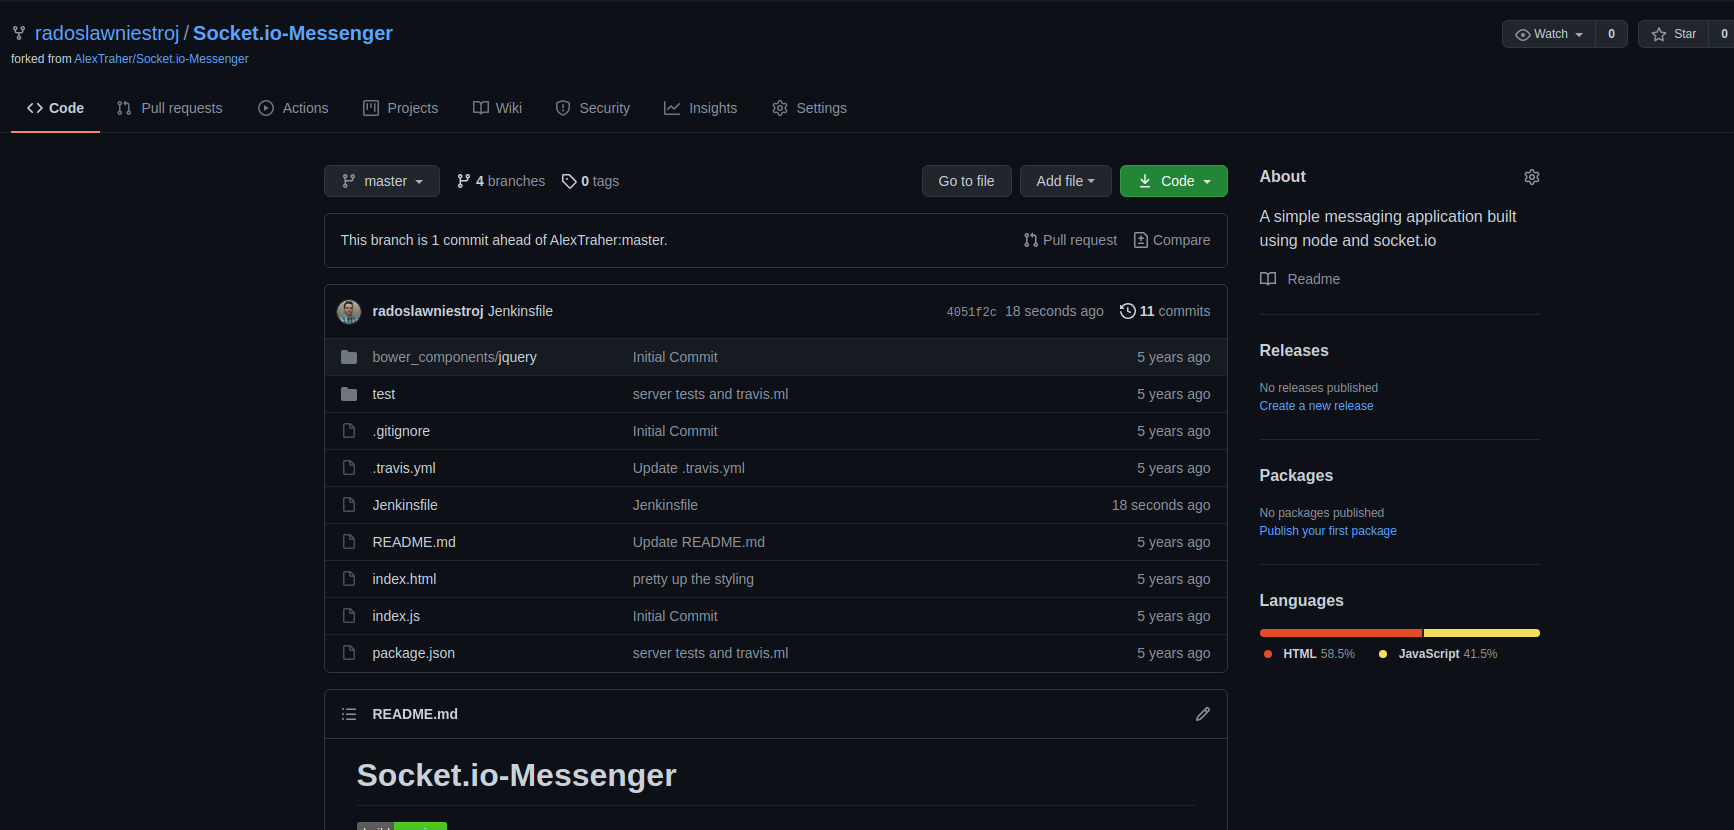 radoslawniestroj / Socket.io-Messenger
forked from AlexTraher/Socket.io-Messenger
Watch 0 Star 0
Code Pull requests Actions Projects Wiki Security Insights Settings
master 4 branches 0 tags Go to file Add file Code
This branch is 1 commit ahead of AlexTraher:master. Pull request Compare
radoslawniestroj Jenkinsfile 4051f2c 18 seconds ago 11 commits
bower_components/jquery Initial Commit 5 years ago
test server tests and travis.ml 5 years ago
.gitignore Initial Commit 5 years ago
.travis.yml Update .travis.yml 5 years ago
Jenkinsfile Jenkinsfile 18 seconds ago
README.md Update README.md 5 years ago
index.html pretty up the styling 5 years ago
index.js Initial Commit 5 years ago
package.json server tests and travis.ml 5 years ago
README.md
Socket.io-Messenger
About
A simple messaging application built
using node and socket.io
Readme
Releases
No releases published
Create a new release
Packages
No packages published
Publish your first package
Languages
HTML 58.5% JavaScript 41.5%